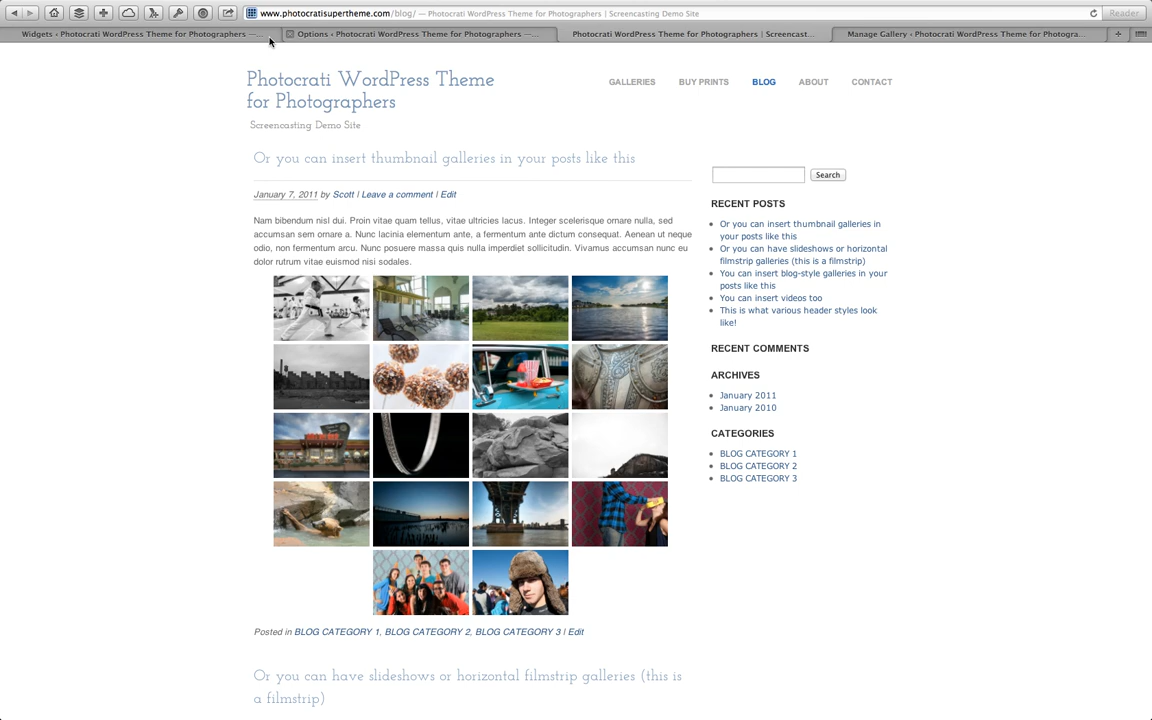 www.photocratisupertheme.com/blog/ — Photocrati WordPress Theme for Photographers | Screencasting Demo Site
Reader
Widgets ‹ Photocrati WordPress Theme for Photographers —...
Options ‹ Photocrati WordPress Theme for Photographers —...
Photocrati WordPress Theme for Photographers | Screencast...
Manage Gallery ‹ Photocrati WordPress Theme for Photogra...
Photocrati WordPress Theme
for Photographers
Screencasting Demo Site
GALLERIES
BUY PRINTS
BLOG
ABOUT
CONTACT
Or you can insert thumbnail galleries in your posts like this
January 7, 2011 by Scott | Leave a comment | Edit
Nam bibendum nisl dui. Proin vitae quam tellus, vitae ultricies lacus. Integer scelerisque ornare nulla, sed
accumsan sem ornare a. Nunc lacinia elementum ante, a fermentum ante dictum consequat. Aenean ut neque
odio, non fermentum arcu. Nunc posuere massa quis nulla imperdiet sollicitudin. Vivamus accumsan nunc eu
dolor rutrum vitae euismod nisi sodales.
Posted in BLOG CATEGORY 1, BLOG CATEGORY 2, BLOG CATEGORY 3 | Edit
Or you can have slideshows or horizontal filmstrip galleries (this is
a filmstrip)
Search
RECENT POSTS
Or you can insert thumbnail galleries in
your posts like this
Or you can have slideshows or horizontal
filmstrip galleries (this is a filmstrip)
You can insert blog-style galleries in your
posts like this
You can insert videos too
This is what various header styles look
like!
RECENT COMMENTS
ARCHIVES
January 2011
January 2010
CATEGORIES
BLOG CATEGORY 1
BLOG CATEGORY 2
BLOG CATEGORY 3